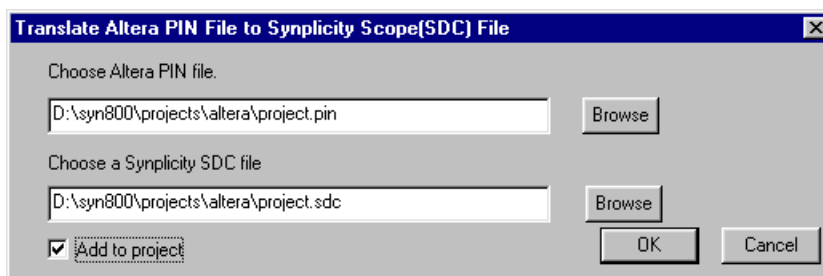 Translate Altera PIN File to Synplicity Scope(SDC) File
Choose Altera PIN file.
D:\syn800\projects\altera\project.pin
Browse
Choose a Synplicity SDC file
D:\syn800\projects\altera\project.sdc
Browse
Add to project
OK
Cancel